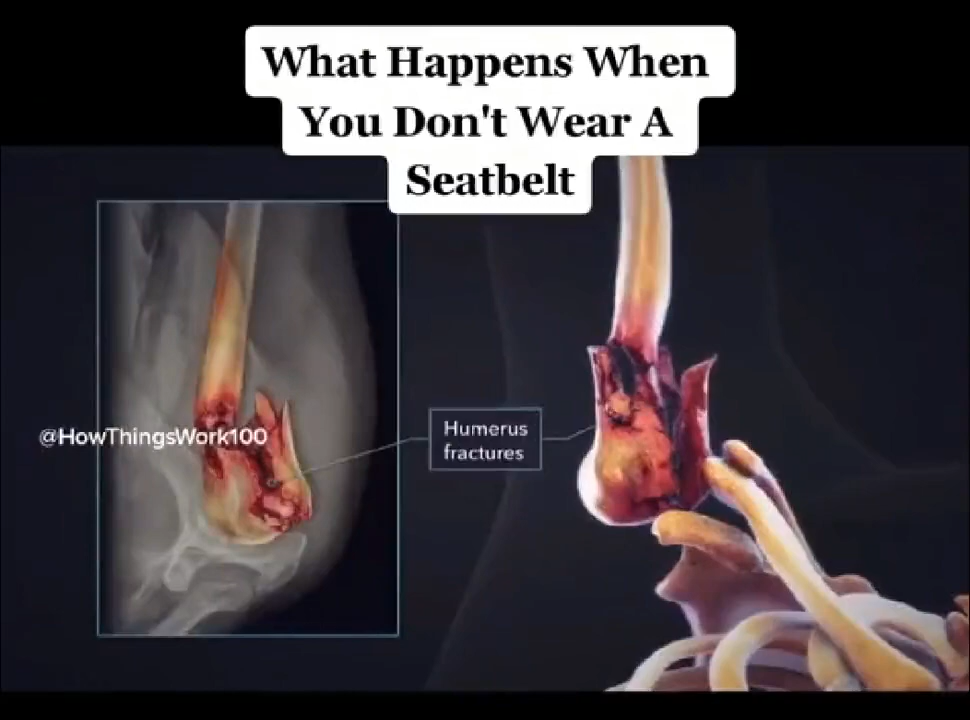 What Happens When
You Don't Wear A
Seatbelt
@HowThingsWork100
Humerus
fractures